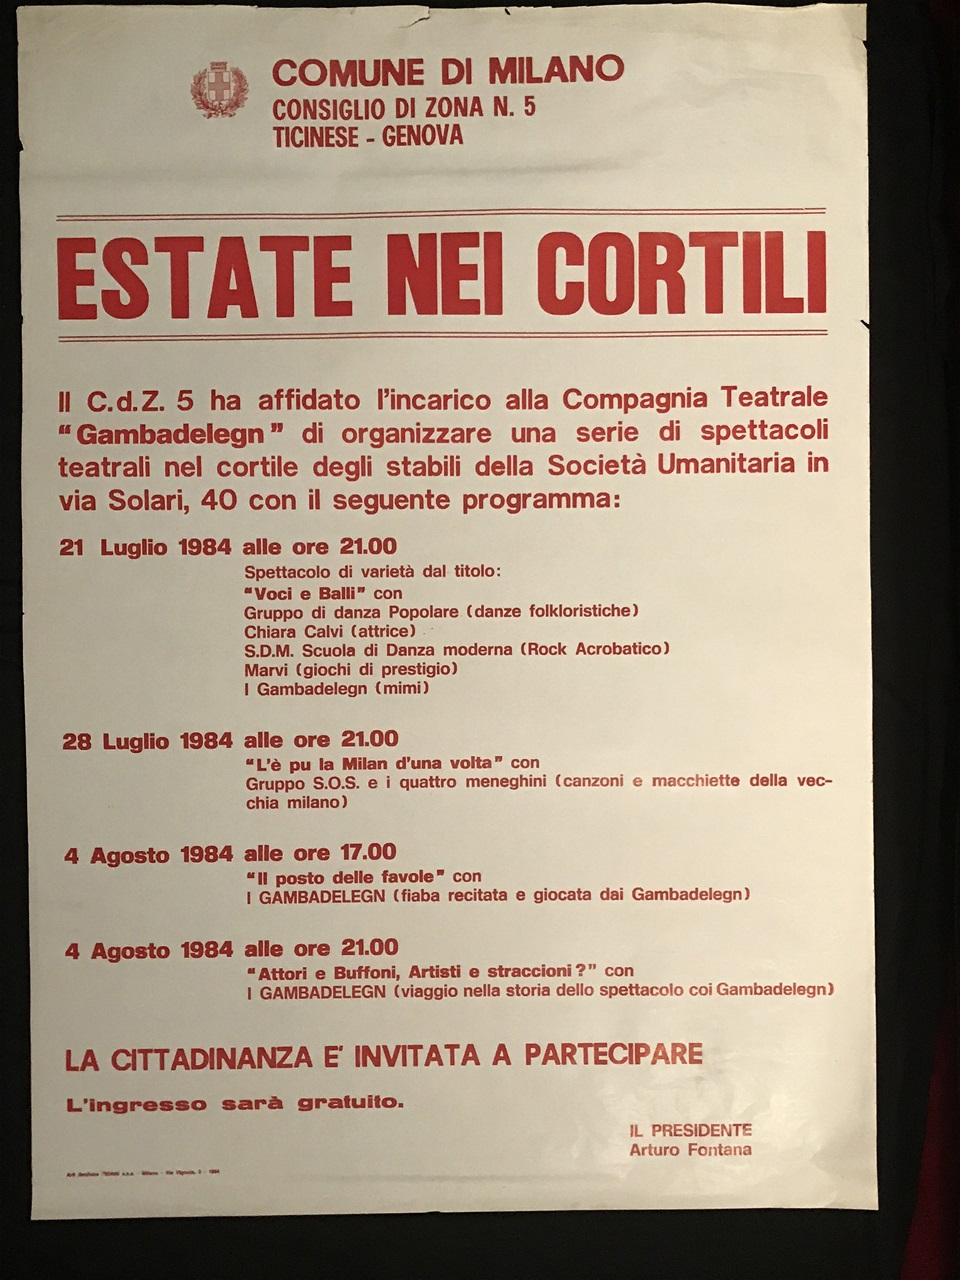 COMUNE DI MILANO
CONSIGLIO DI ZONA N. 5
TICINESE - GENOVA
ESTATE NEI CORTILI
Il C.d.Z. 5 ha affidato l'incarico alla Compagnia Teatrale
“Gambadelegn” di organizzare una serie di spettacoli
teatrali nel cortile degli stabili della Società Umanitaria in
via Solari, 40 con il seguente programma:
21 Luglio 1984 alle ore 21.00
Spettacolo di varietà dal titolo:
“Voci e Balli” con
Gruppo di danza Popolare (danze folkloristiche)
Chiara Calvi (attrice)
S.D.M. Scuola di Danza moderna (Rock Acrobatico)
Marvi (giochi di prestigio)
I Gambadelegn (mimi)
28 Luglio 1984 alle ore 21.00
“L'è pu la Milan d'una volta” con
Gruppo S.O.S. e i quattro meneghini (canzoni e macchiette della vec-
chia milano)
4 Agosto 1984 alle ore 17.00
“Il posto delle favole” con
I GAMBADELEGN (fiaba recitata e giocata dai Gambadelegn)
4 Agosto 1984 alle ore 21.00
“Attori e Buffoni, Artisti e straccioni?” con
I GAMBADELEGN (viaggio nella storia dello spettacolo coi Gambadelegn)
LA CITTADINANZA E' INVITATA A PARTECIPARE
L'ingresso sarà gratuito.
IL PRESIDENTE
Arturo Fontana
Milano - Via - 1984